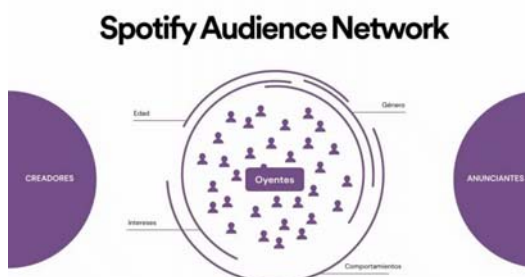 Spotify Audience Network
Edad
Género
CREADORES
Oyentes
ANUNCIANTES
Intereses
Comportamientos